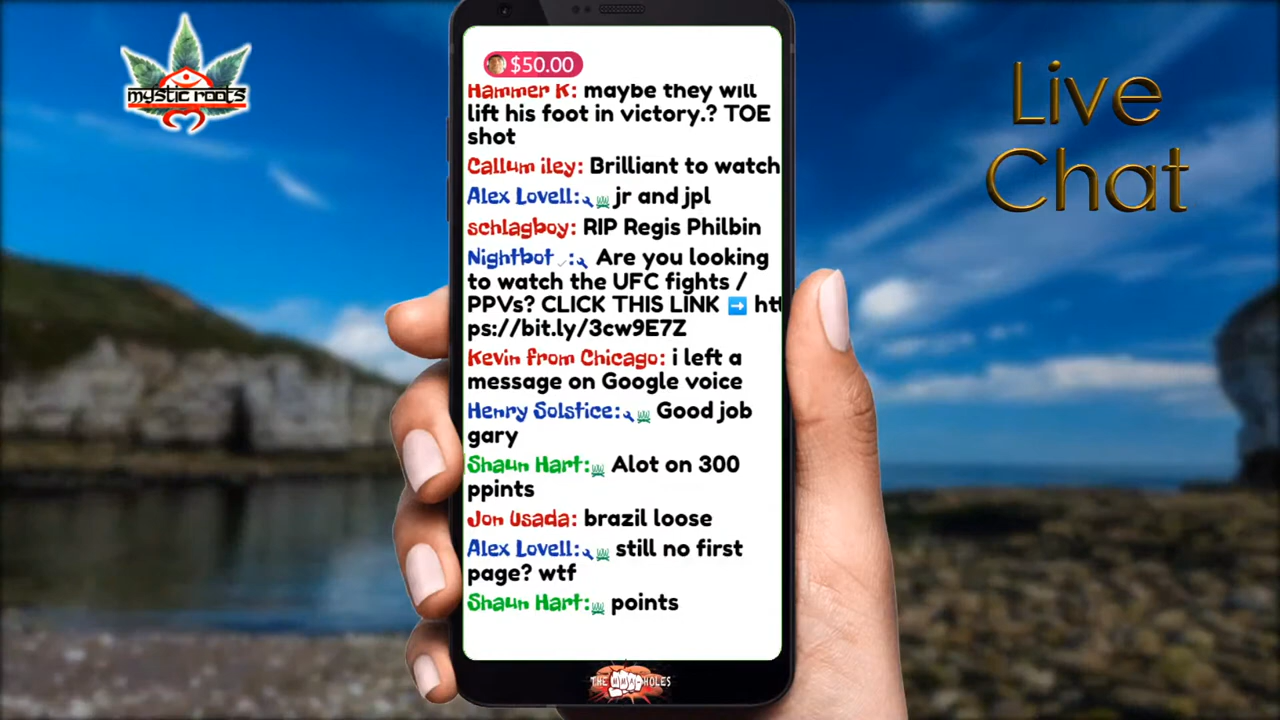 mystic roots
Live
Chat
$50.00
Hammer K: maybe they will
lift his foot in victory.? TOE
shot
Callum iley: Brilliant to watch
Alex Lovell: jr and jpl
schlagboy: RIP Regis Philbin
Nightbot : Are you looking
to watch the UFC fights /
PPVs? CLICK THIS LINK ➡ htt
ps://bit.ly/3cw9E7Z
Kevin from Chicago: i left a
message on Google voice
Henry Solstice: Good job
gary
Shaun Hart: Alot on 300
ppints
Jon Usada: brazil loose
Alex Lovell: still no first
page? wtf
Shaun Hart: points
THE MMA HOLES